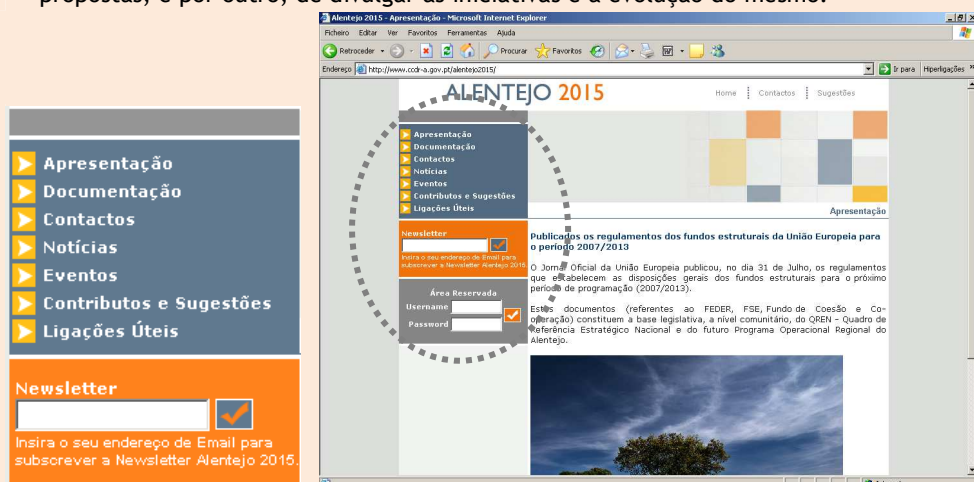 propostas, e por outro, de divulgar as iniciativas e a evolução do mesmo.
Apresentação
Documentação
Contactos
Notícias
Eventos
Contributos e Sugestões
Ligações Úteis
Newsletter
Insira o seu endereço de Email para
subscrever a Newsletter Alentejo 2015.
Alentejo 2015 - Apresentação - Microsoft Internet Explorer
Ficheiro Editar Ver Favoritos Ferramentas Ajuda
Retroceder Procurar Favoritos
Endereço http://www.ccdr-a.gov.pt/alentejo2015/ Ir para Hiperligações »
ALENTEJO 2015
Home Contactos Sugestões
Apresentação
Documentação
Contactos
Notícias
Eventos
Contributos e Sugestões
Ligações Úteis
Newsletter
Insira o seu endereço de Email para
subscrever a Newsletter Alentejo 2015.
Área Reservada
Username
Password
Apresentação
Publicados os regulamentos dos fundos estruturais da União Europeia para
o período 2007/2013
O Jornal Oficial da União Europeia publicou, no dia 31 de Julho, os regulamentos
que estabelecem as disposições gerais dos fundos estruturais para o próximo
período de programação (2007/2013).
Estes documentos (referentes ao FEDER, FSE, Fundo de Coesão e Co-
operação) constituem a base legislativa, a nível comunitário, do QREN - Quadro de
Referência Estratégico Nacional e do futuro Programa Operacional Regional do
Alentejo.